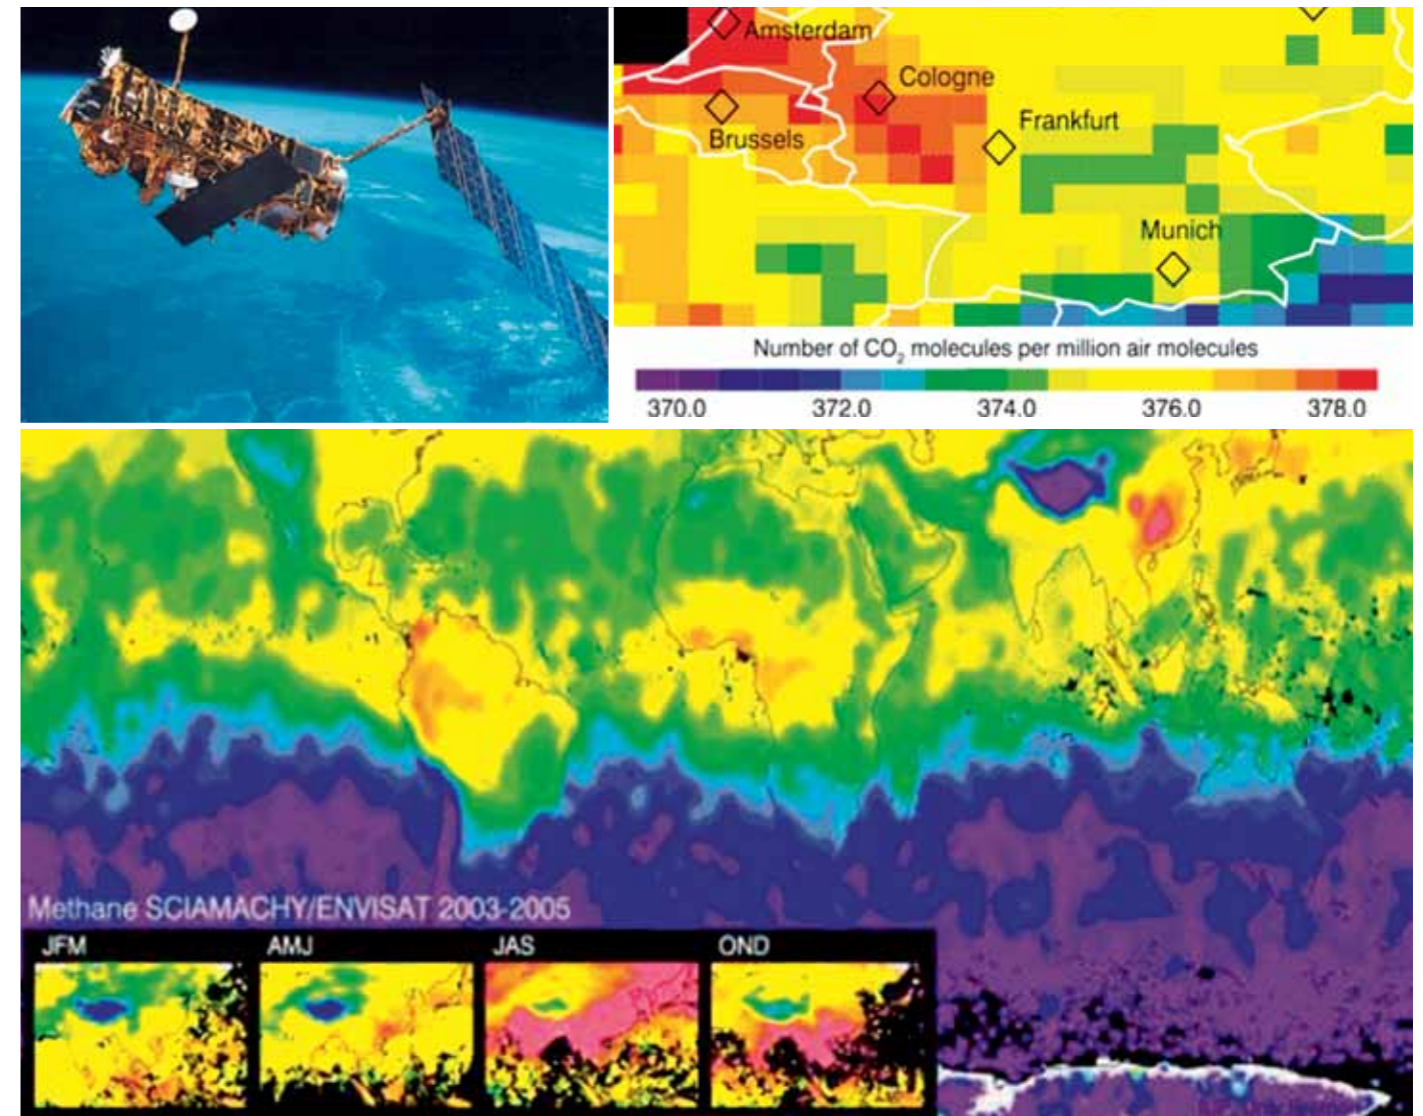 Amsterdam
Cologne
Frankfurt
Brussels
Munich
Number of CO₂ molecules per million air molecules
370.0 372.0 374.0 376.0 378.0
Methane SCIAMACHY/ENVISAT 2003-2005
JFM AMJ JAS OND